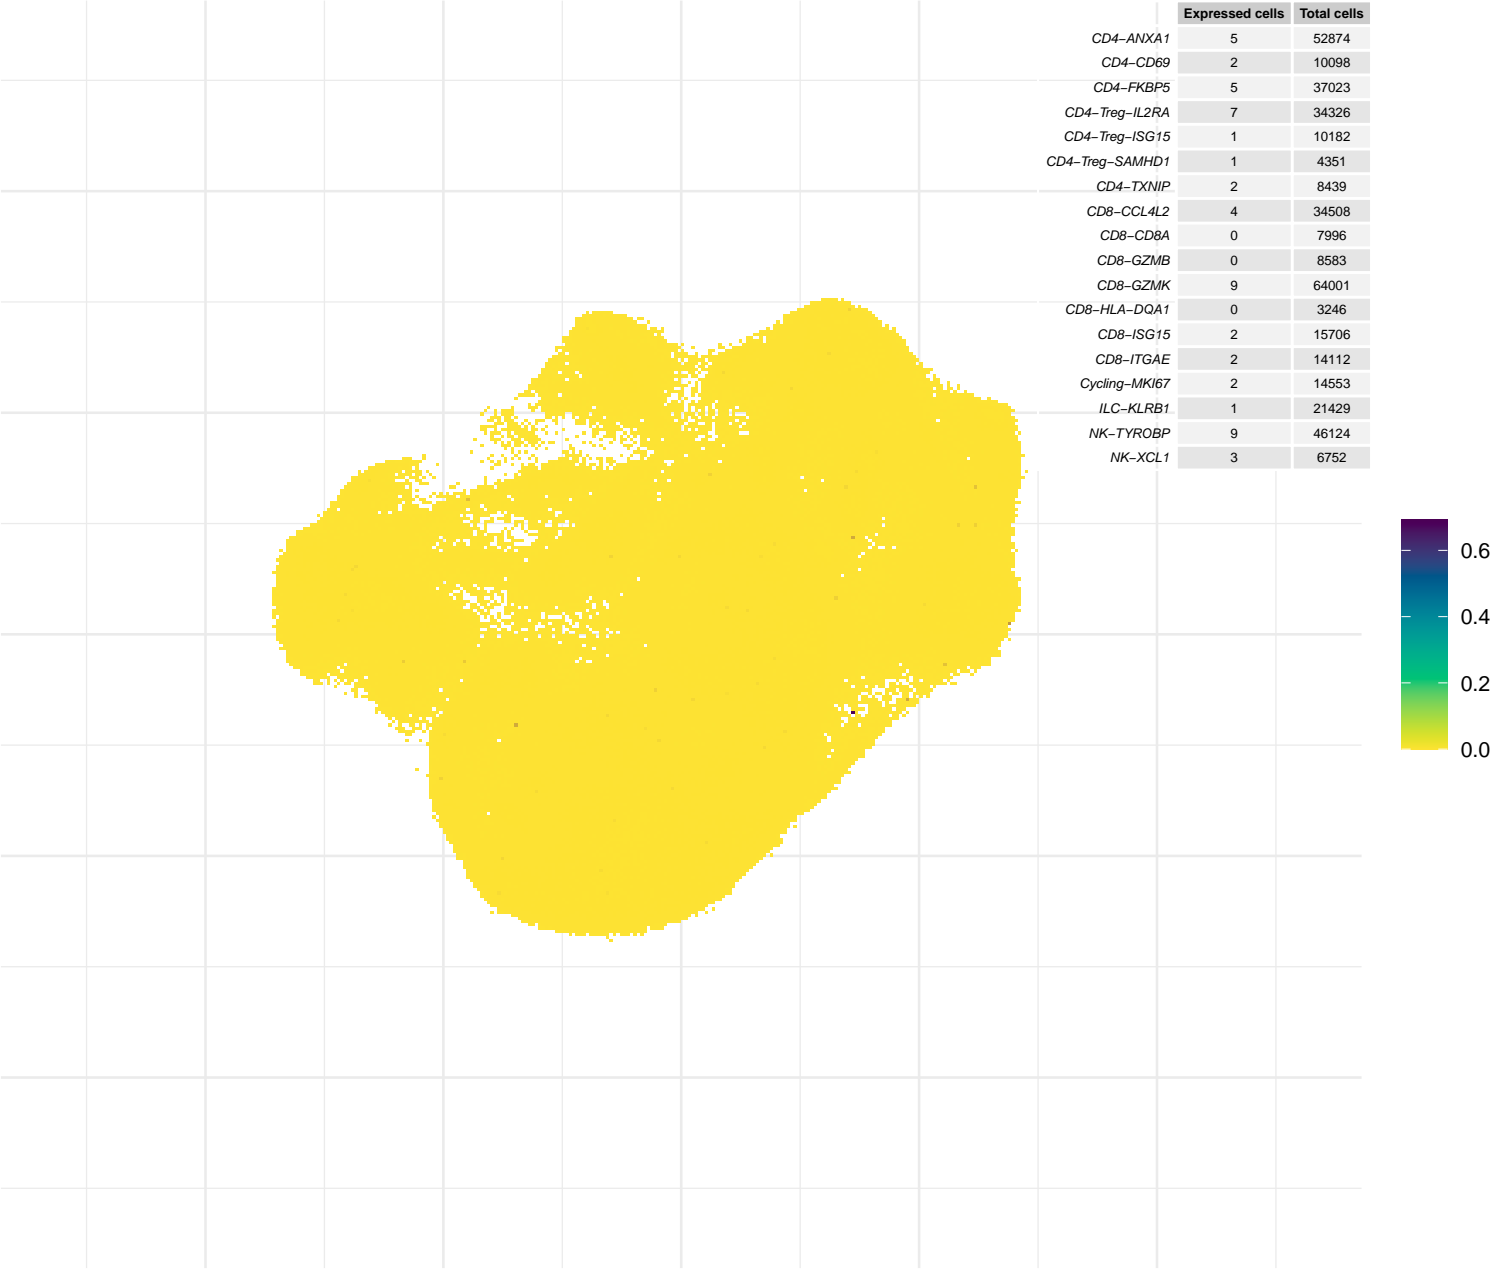 Expressed cells Total cells
CD4−ANXA1 5 52874
CD4−CD69 2 10098
CD4−FKBP5 5 37023
CD4−Treg−IL2RA 7 34326
CD4−Treg−ISG15 1 10182
CD4−Treg−SAMHD1 1 4351
CD4−TXNIP 2 8439
CD8−CCL4L2 4 34508
CD8−CD8A 0 7996
CD8−GZMB 0 8583
CD8−GZMK 9 64001
CD8−HLA−DQA1 0 3246
CD8−ISG15 2 15706
CD8−ITGAE 2 14112
Cycling−MKI67 2 14553
ILC−KLRB1 1 21429
NK−TYROBP 9 46124
NK−XCL1 3 6752
0.6
0.4
0.2
0.0